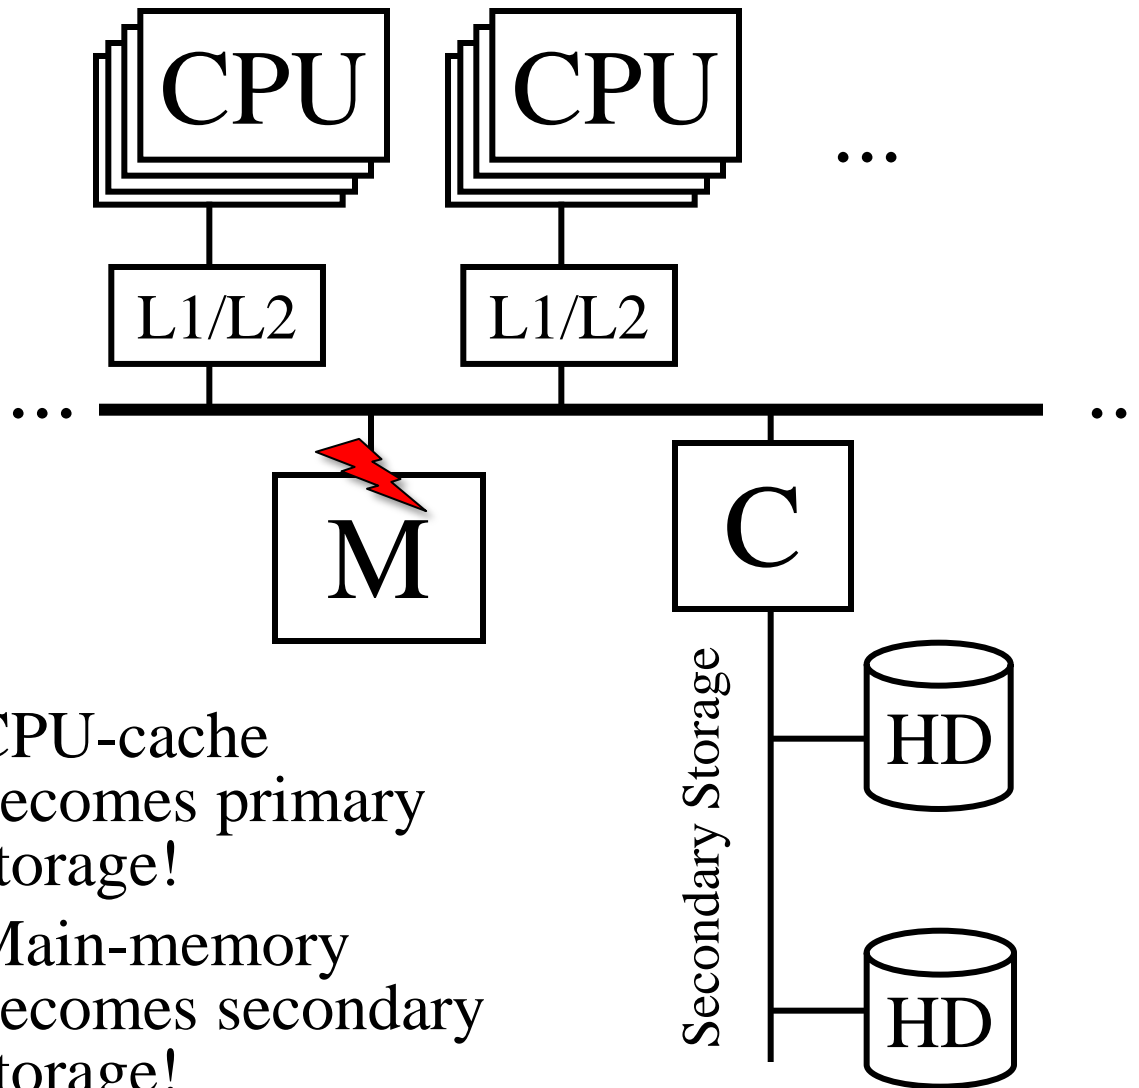 CPU CPU
...
L1/L2 L1/L2
... ..
M C
Secondary Storage
HD
CPU-cache
ecomes primary
torage!
Main-memory
ecomes secondary
torage!
HD